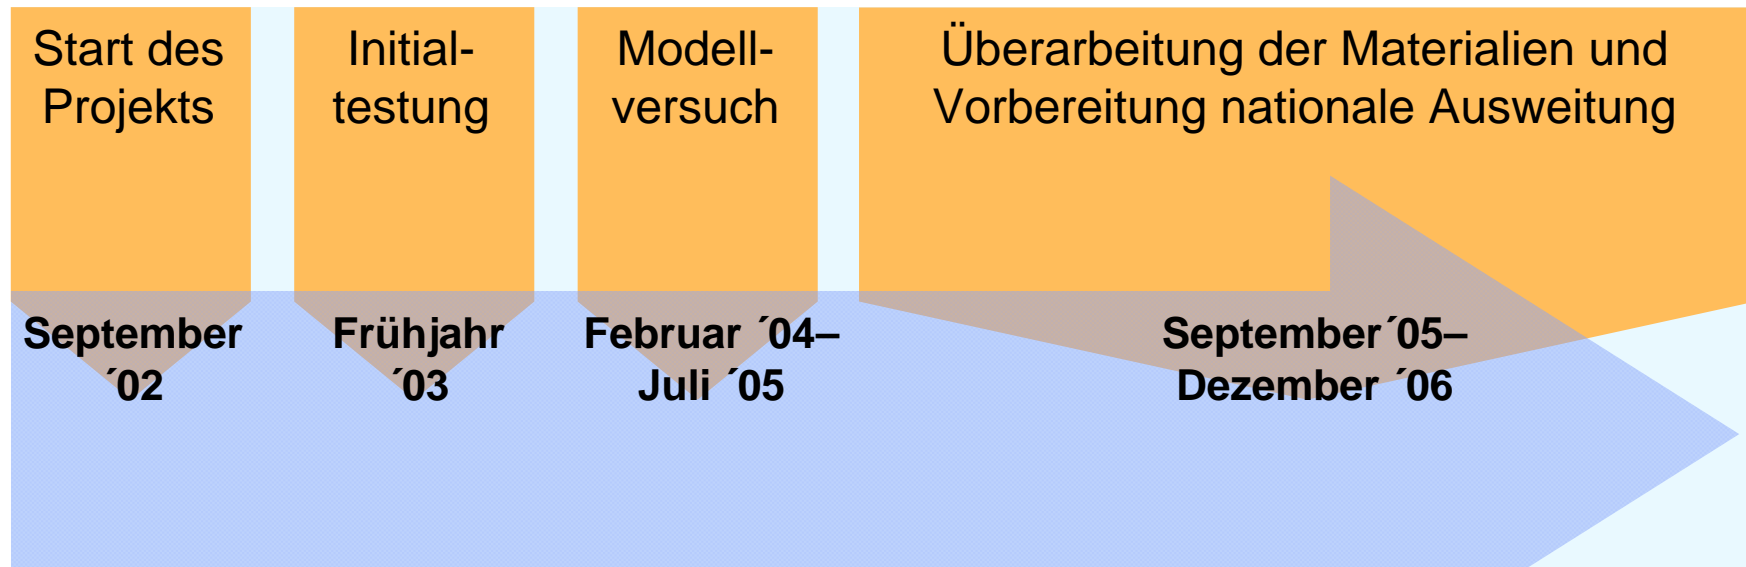 Start des
Projekts
Initial-
testung
Modell-
versuch
Überarbeitung der Materialien und
Vorbereitung nationale Ausweitung
September
´02
Frühjahr
´03
Februar ´04–
Juli ´05
September´05–
Dezember ´06